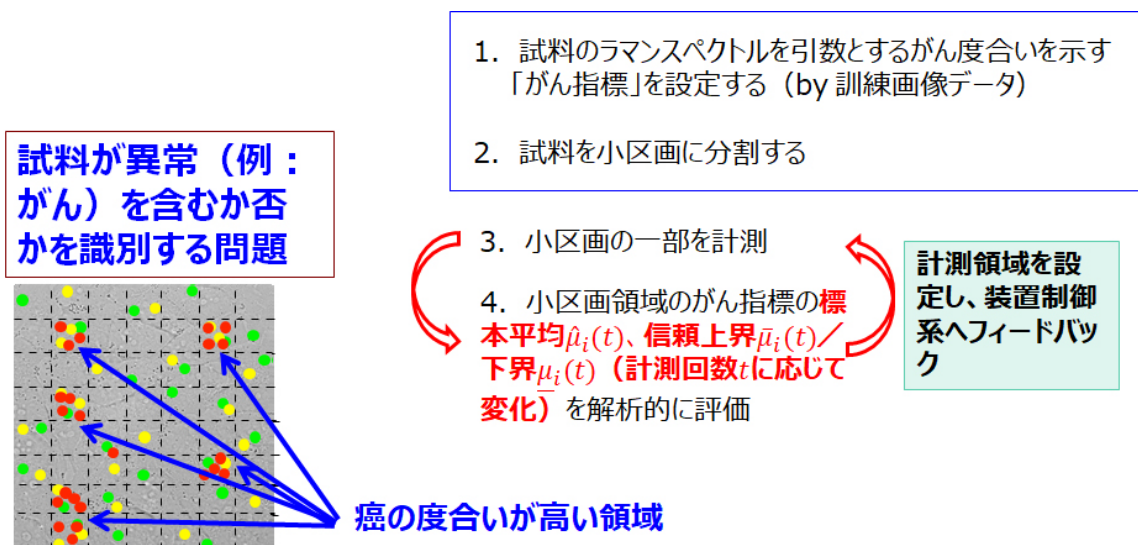 1. 試料のラマンスペクトルを引数とするがん度合いを示す
「がん指標」を設定する（by 訓練画像データ）
2. 試料を小区画に分割する
試料が異常（例：
がん）を含むか否
かを識別する問題
3. 小区画の一部を計測
4. 小区画領域のがん指標の標
本平均μ̂ᵢ(t)、信頼上界μ̄ᵢ(t)／
下界μ̲ᵢ(t)（計測回数tに応じて
変化）を解析的に評価
計測領域を設
定し、装置制御
系へフィードバッ
ク
癌の度合いが高い領域